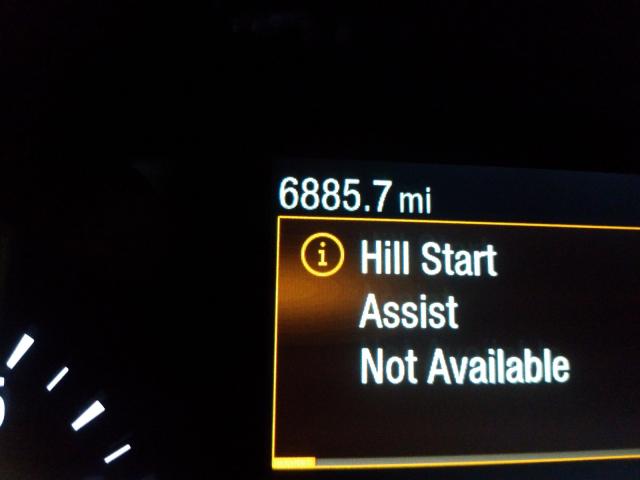 6885.7 mi
Hill Start
Assist
Not Available